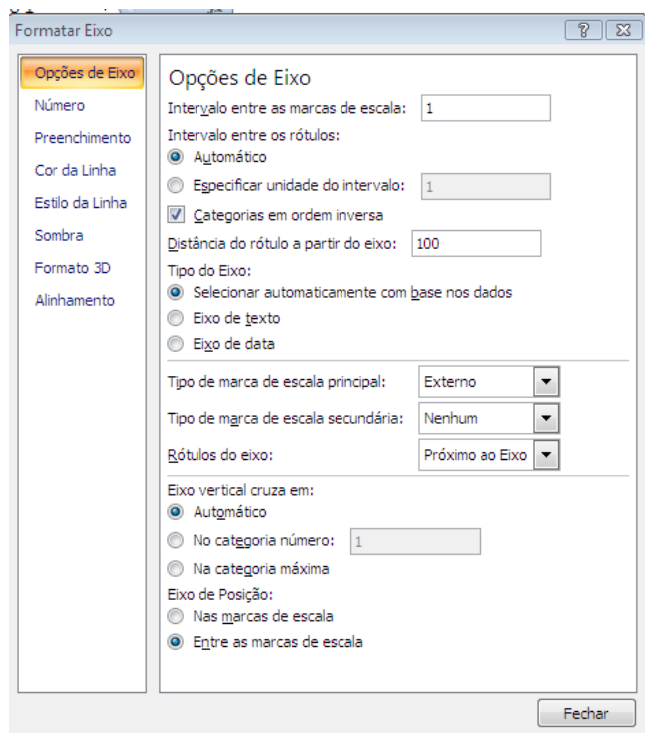 Formatar Eixo
Opções de Eixo
Número
Preenchimento
Cor da Linha
Estilo da Linha
Sombra
Formato 3D
Alinhamento
Opções de Eixo
Intervalo entre as marcas de escala: 1
Intervalo entre os rótulos:
Automático
Especificar unidade do intervalo: 1
Categorias em ordem inversa
Distância do rótulo a partir do eixo: 100
Tipo do Eixo:
Selecionar automaticamente com base nos dados
Eixo de texto
Eixo de data
Tipo de marca de escala principal: Externo
Tipo de marca de escala secundária: Nenhum
Rótulos do eixo: Próximo ao Eixo
Eixo vertical cruza em:
Automático
No categoria número: 1
Na categoria máxima
Eixo de Posição:
Nas marcas de escala
Entre as marcas de escala
Fechar